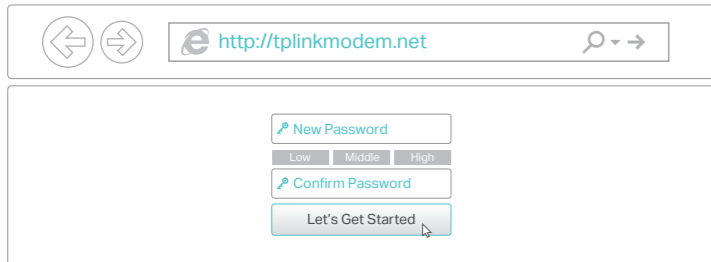 http://tplinkmodem.net
New Password
Low Middle High
Confirm Password
Let's Get Started